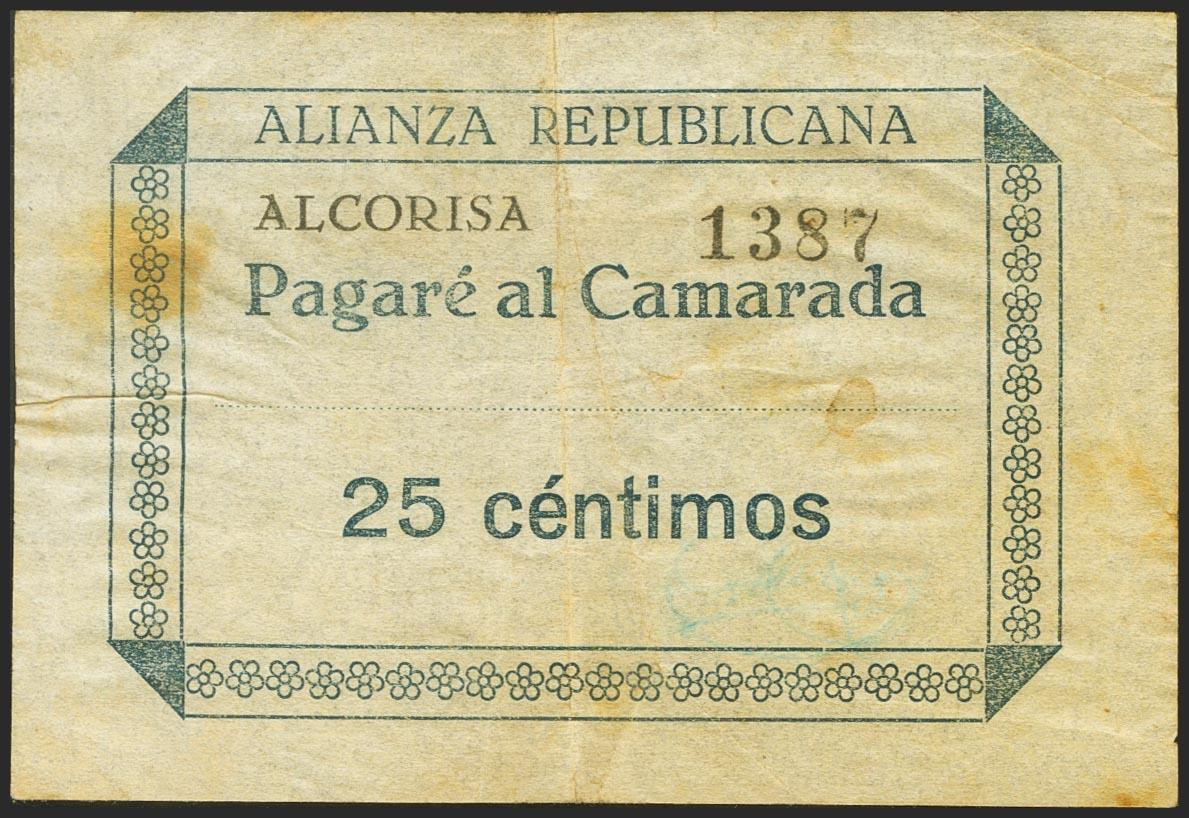 ALIANZA REPUBLICANA
ALCORISA
1387
Pagaré al Camarada
25 céntimos